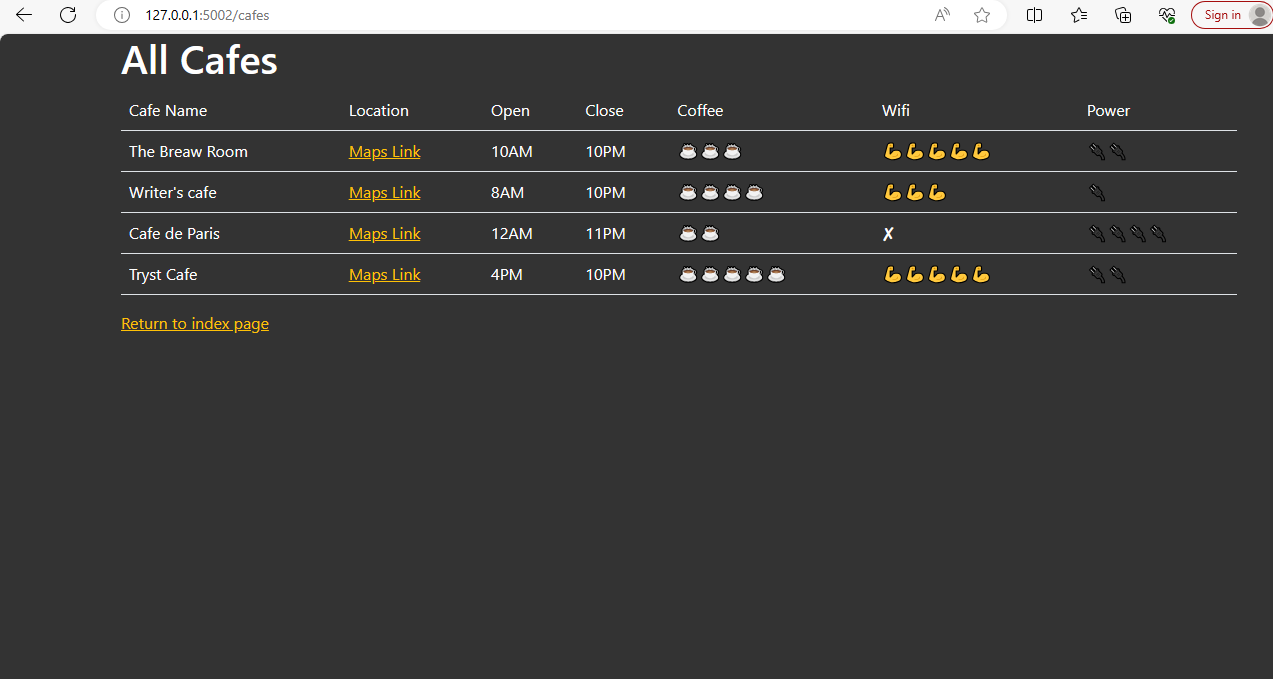 127.0.0.1:5002/cafes
Sign in
All Cafes
Cafe Name Location Open Close Coffee Wifi Power
The Breaw Room Maps Link 10AM 10PM ☕☕☕ 💪💪💪💪💪 🔌🔌
Writer's cafe Maps Link 8AM 10PM ☕☕☕☕ 💪💪💪 🔌
Cafe de Paris Maps Link 12AM 11PM ☕☕ ✘ 🔌🔌🔌🔌
Tryst Cafe Maps Link 4PM 10PM ☕☕☕☕☕ 💪💪💪💪💪 🔌🔌
Return to index page